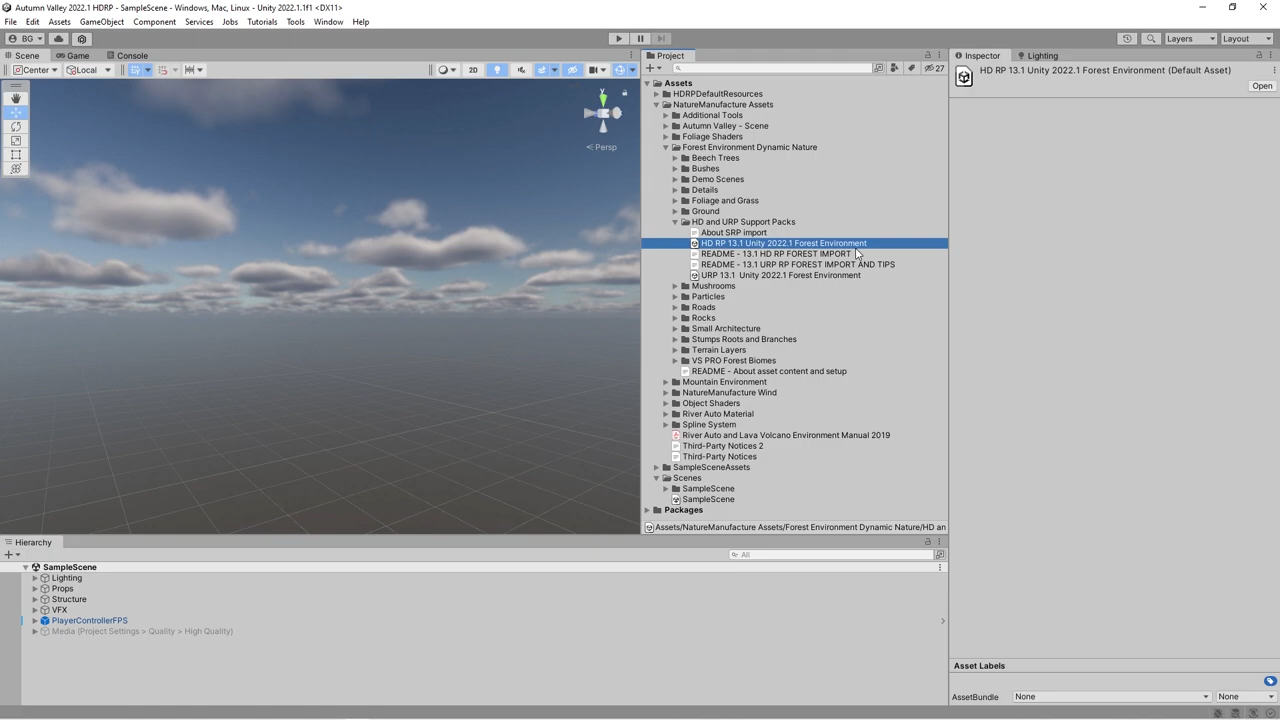 Autumn Valley 2022.1 HDRP - SampleScene - Windows, Mac, Linux - Unity 2022.1.1f1 <DX11>
File Edit Assets GameObject Component Services Jobs Tutorials Tools Window Help
BG
Layers Layout
Scene Game Console
Center Local 2D
y
Persp
Project
27
Assets
HDRPDefaultResources
NatureManufacture Assets
Additional Tools
Autumn Valley - Scene
Foliage Shaders
Forest Environment Dynamic Nature
Beech Trees
Bushes
Demo Scenes
Details
Foliage and Grass
Ground
HD and URP Support Packs
About SRP import
HD RP 13.1 Unity 2022.1 Forest Environment
README - 13.1 HD RP FOREST IMPORT
README - 13.1 URP RP FOREST IMPORT AND TIPS
URP 13.1  Unity 2022.1 Forest Environment
Mushrooms
Particles
Roads
Rocks
Small Architecture
Stumps Roots and Branches
Terrain Layers
VS PRO Forest Biomes
README - About asset content and setup
Mountain Environment
NatureManufacture Wind
Object Shaders
River Auto Material
Spline System
River Auto and Lava Volcano Environment Manual 2019
Third-Party Notices 2
Third-Party Notices
SampleSceneAssets
Scenes
SampleScene
SampleScene
Packages
Assets/NatureManufacture Assets/Forest Environment Dynamic Nature/HD an
Inspector Lighting
HD RP 13.1 Unity 2022.1 Forest Environment (Default Asset)
Open
Asset Labels
AssetBundle None None
Hierarchy
All
SampleScene
Lighting
Props
Structure
VFX
PlayerControllerFPS
Media (Project Settings > Quality > High Quality)